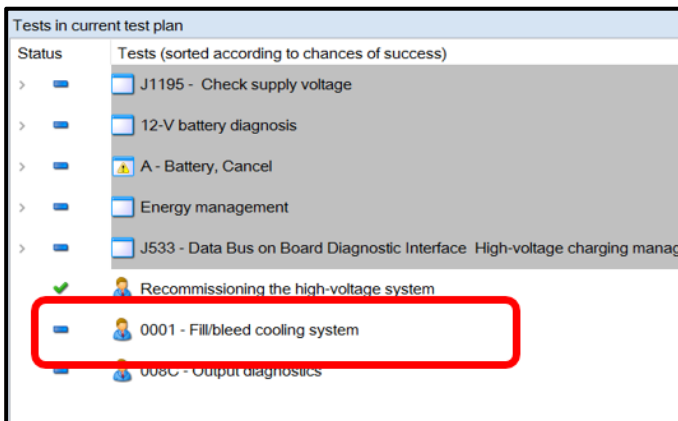 Tests in current test plan
Status Tests (sorted according to chances of success)
J1195 - Check supply voltage
12-V battery diagnosis
A - Battery, Cancel
Energy management
J533 - Data Bus on Board Diagnostic Interface High-voltage charging manag
Recommissioning the high-voltage system
0001 - Fill/bleed cooling system
008C - Output diagnostics